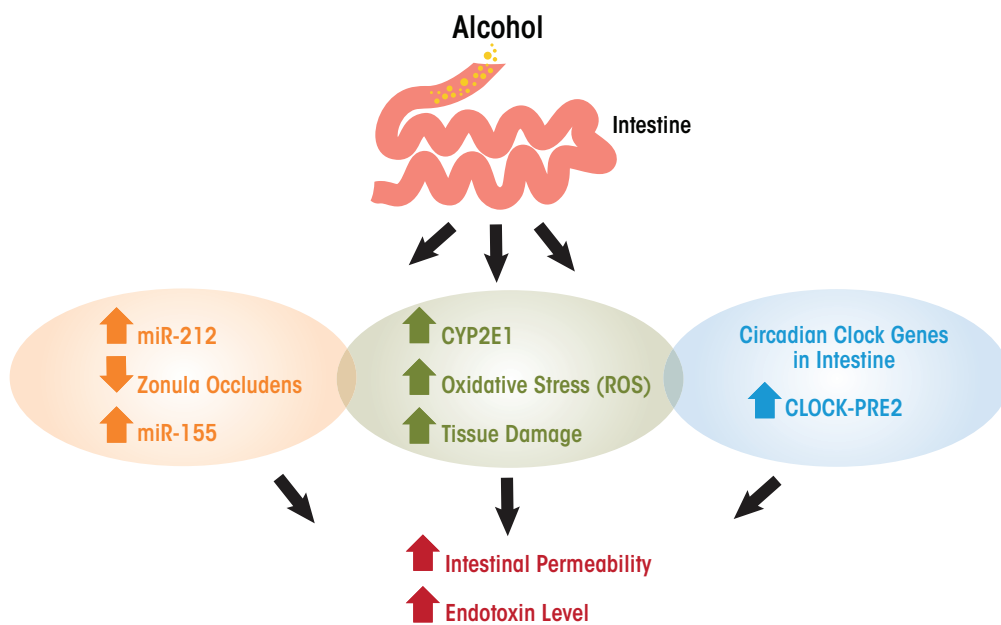 Alcohol
Intestine
miR-212
Zonula Occludens
miR-155
CYP2E1
Oxidative Stress (ROS)
Tissue Damage
Circadian Clock Genes
in Intestine
CLOCK-PRE2
Intestinal Permeability
Endotoxin Level